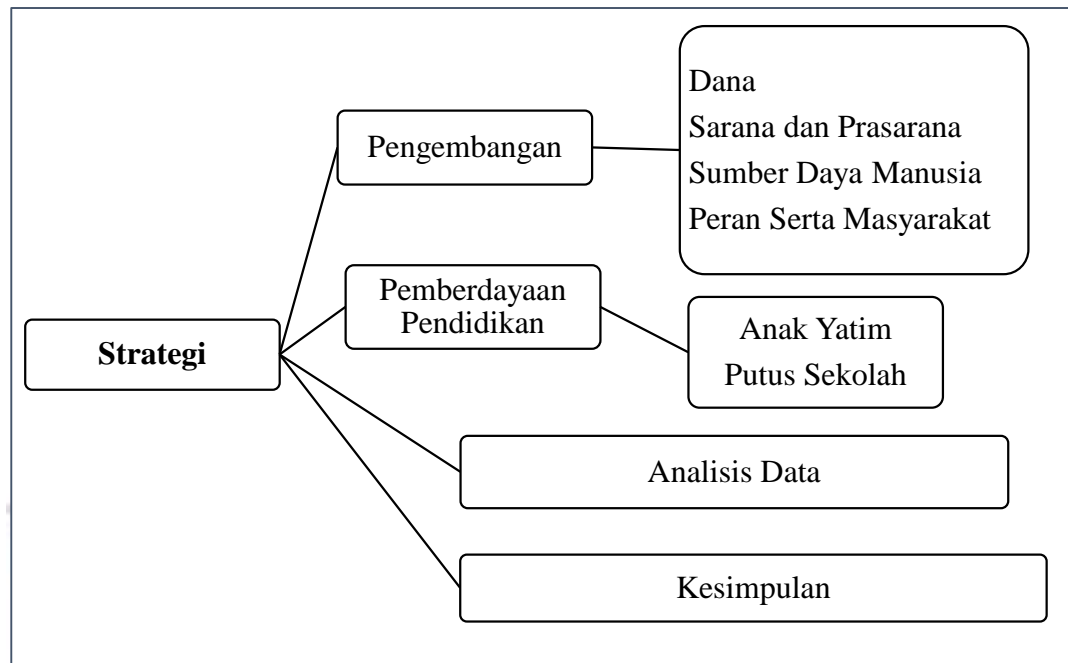 Strategi
Pengembangan
Dana
Sarana dan Prasarana
Sumber Daya Manusia
Peran Serta Masyarakat
Pemberdayaan
Pendidikan
Anak Yatim
Putus Sekolah
Analisis Data
Kesimpulan